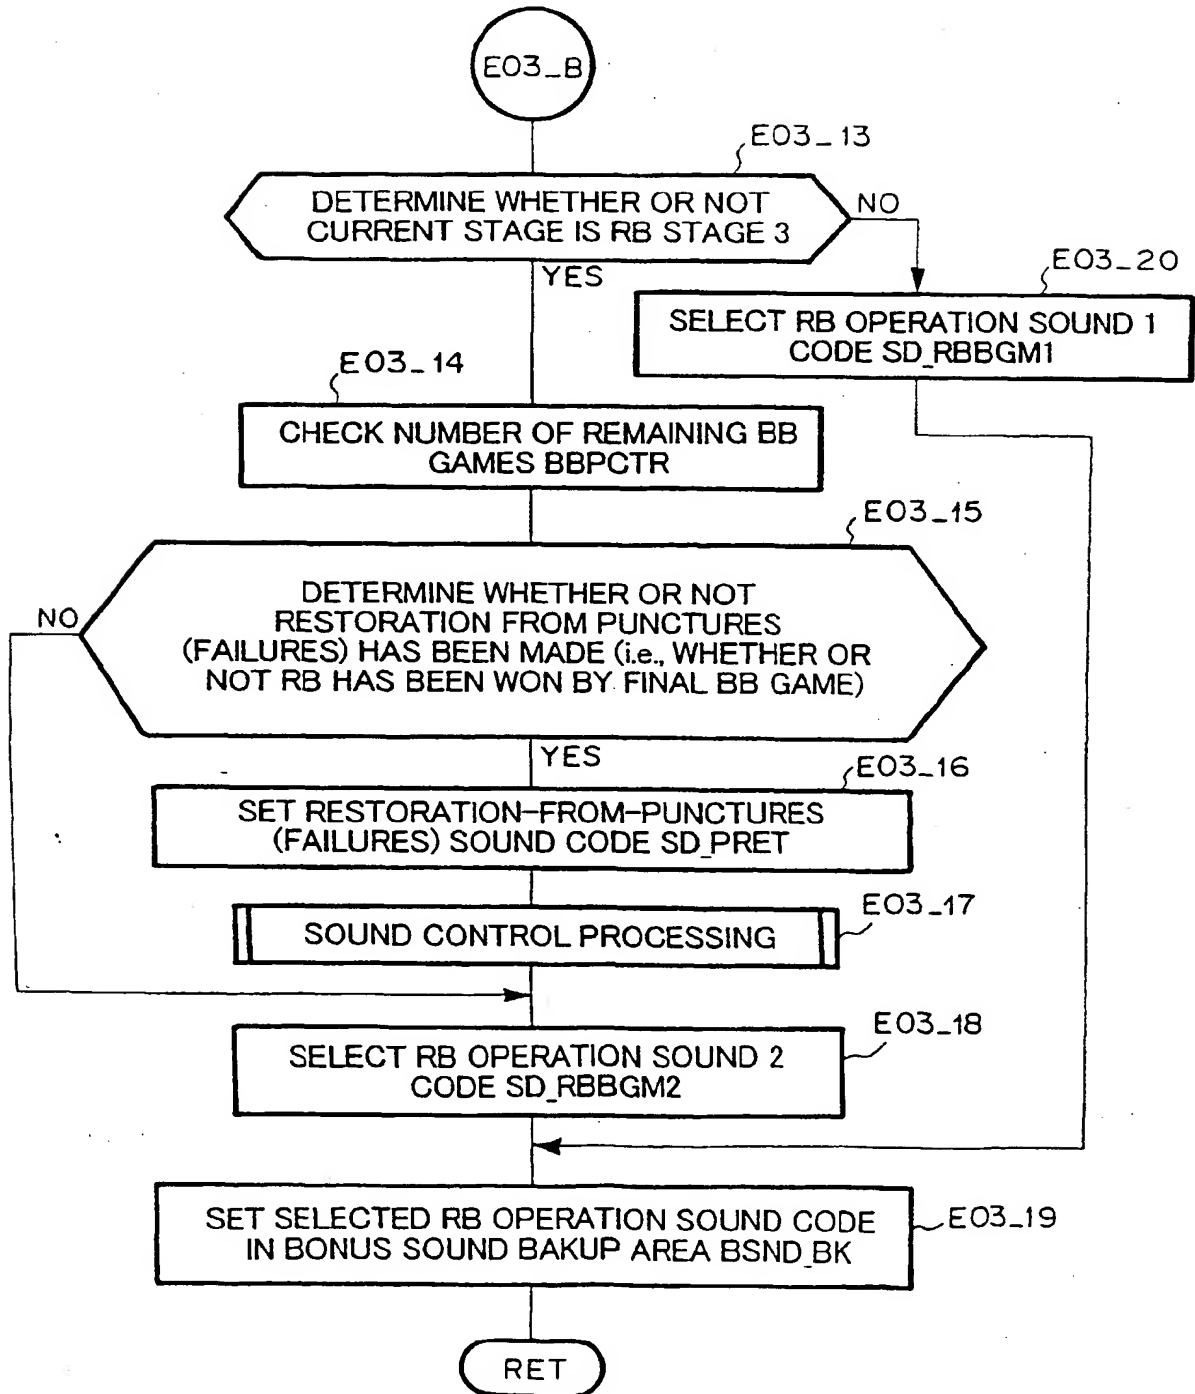 E03_B
E03_13
DETERMINE WHETHER OR NOT
CURRENT STAGE IS RB STAGE 3
NO
YES
E03_20
SELECT RB OPERATION SOUND 1
CODE SD_RBBGM1
E03_14
CHECK NUMBER OF REMAINING BB
GAMES BBPCTR
E03_15
DETERMINE WHETHER OR NOT
RESTORATION FROM PUNCTURES
(FAILURES) HAS BEEN MADE (i.e., WHETHER OR
NOT RB HAS BEEN WON BY FINAL BB GAME)
NO
YES
E03_16
SET RESTORATION-FROM-PUNCTURES
(FAILURES) SOUND CODE SD_PRET
E03_17
SOUND CONTROL PROCESSING
E03_18
SELECT RB OPERATION SOUND 2
CODE SD_RBBGM2
E03_19
SET SELECTED RB OPERATION SOUND CODE
IN BONUS SOUND BAKUP AREA BSND_BK
RET